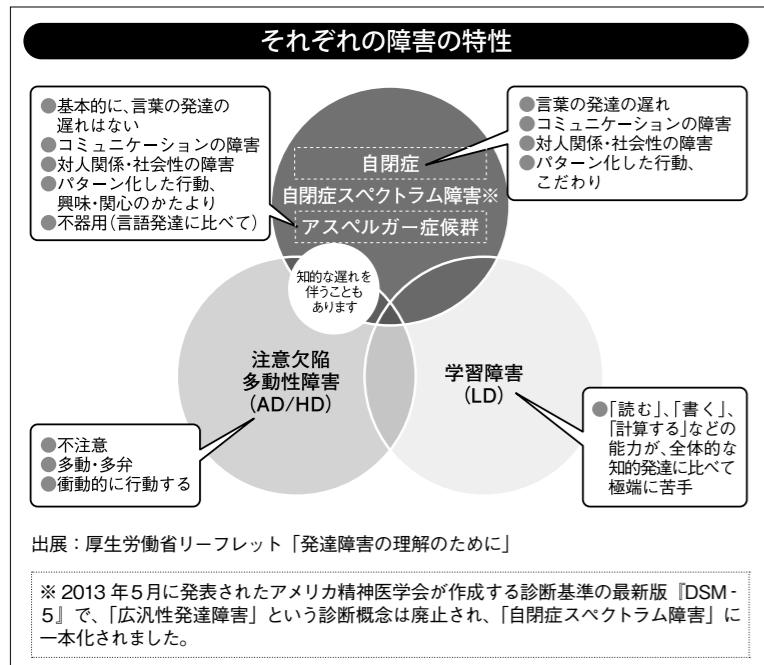 それぞれの障害の特性
●基本的に、言葉の発達の
遅れはない
●コミュニケーションの障害
●対人関係・社会性の障害
●パターン化した行動、
興味・関心のかたより
●不器用(言語発達に比べて)
●言葉の発達の遅れ
●コミュニケーションの障害
●対人関係・社会性の障害
●パターン化した行動、
こだわり
自閉症
自閉症スペクトラム障害※
アスペルガー症候群
知的な遅れを
伴うことも
あります
注意欠陥
多動性障害
(AD/HD)
学習障害
(LD)
●不注意
●多動・多弁
●衝動的に行動する
●「読む」、「書く」、
「計算する」などの
能力が、全体的な
知的発達に比べて
極端に苦手
出展：厚生労働省リーフレット「発達障害の理解のために」
※ 2013 年5月に発表されたアメリカ精神医学会が作成する診断基準の最新版『DSM-
5』で、「広汎性発達障害」という診断概念は廃止され、「自閉症スペクトラム障害」に
一本化されました。